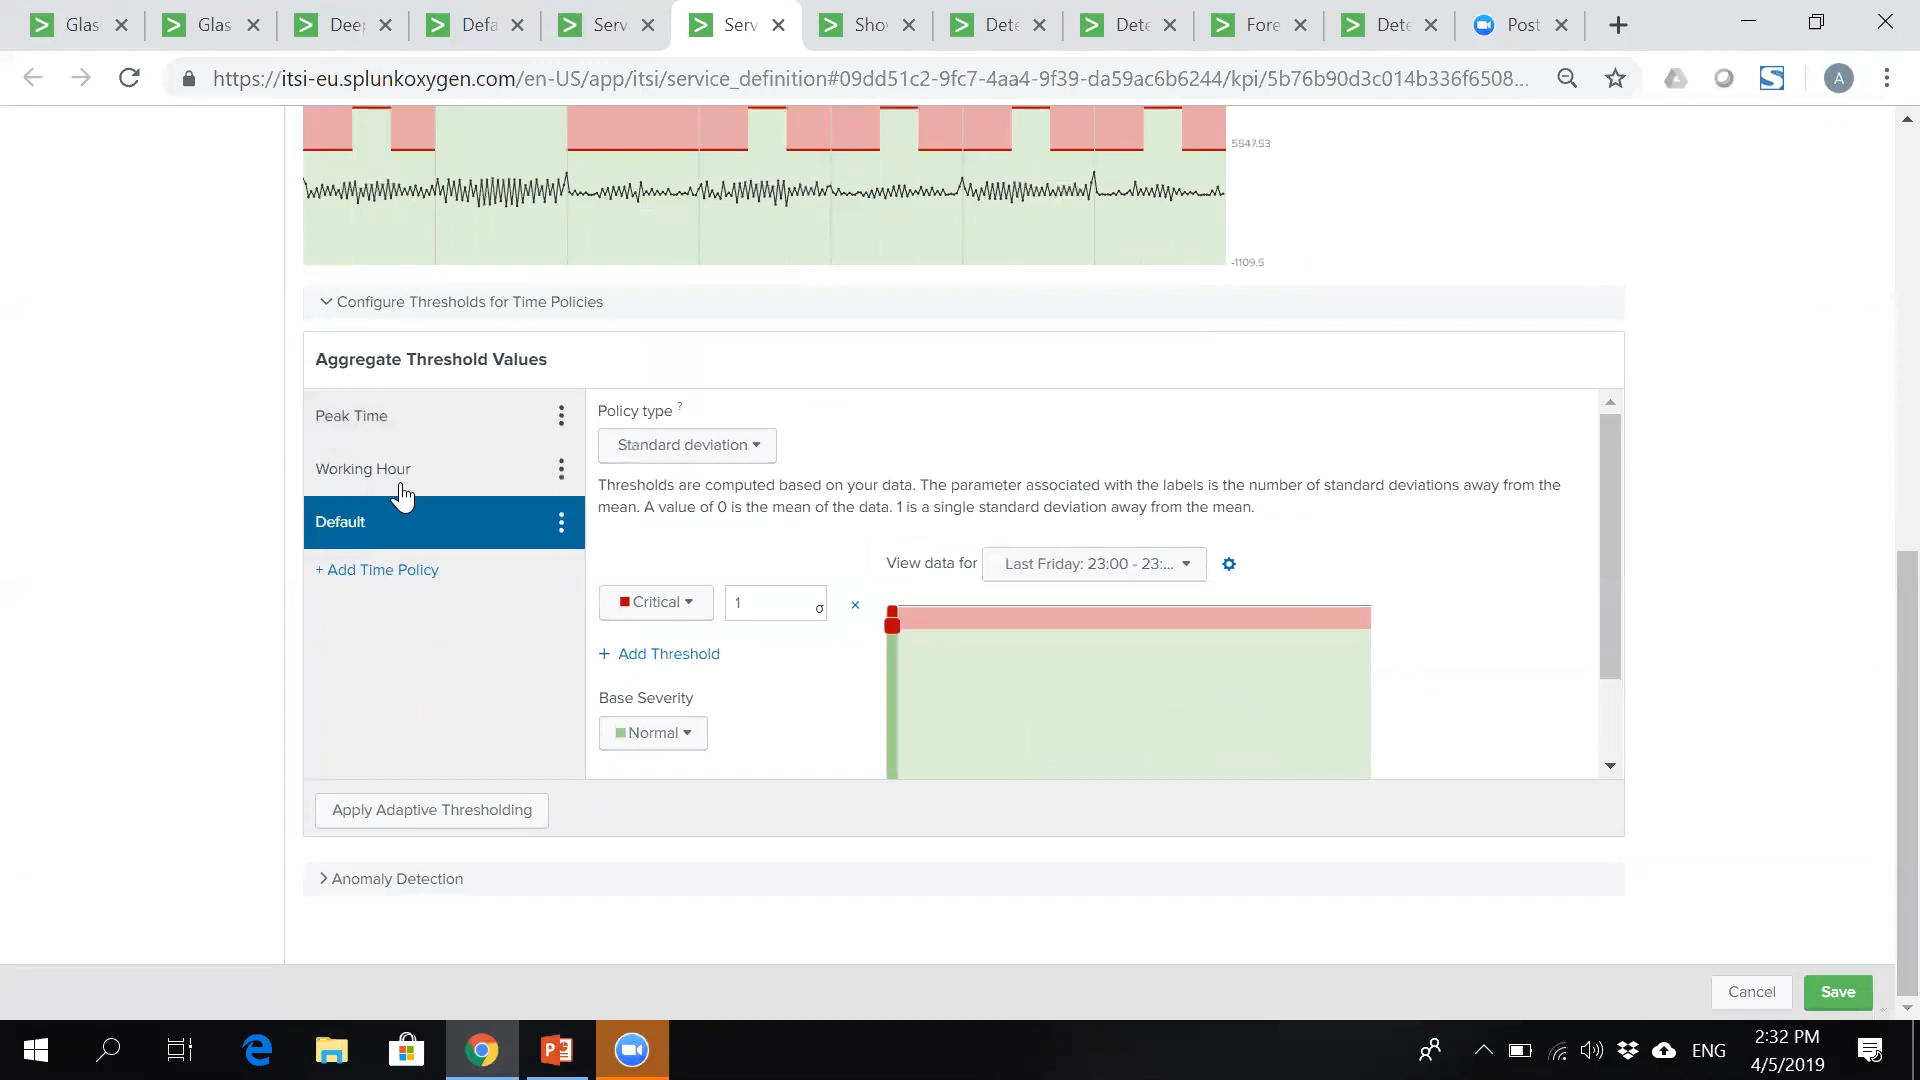 Glas
Glas
Deep
Defa
Serv
Serv
Sho
Dete
Dete
Fore
Dete
Post
https://itsi-eu.splunkoxygen.com/en-US/app/itsi/service_definition#09dd51c2-9fc7-4aa4-9f39-da59ac6b6244/kpi/5b76b90d3c014b336f6508...
A
5547.53
-1109.5
Configure Thresholds for Time Policies
Aggregate Threshold Values
Peak Time
Working Hour
Default
+ Add Time Policy
Policy type ?
Standard deviation
Thresholds are computed based on your data. The parameter associated with the labels is the number of standard deviations away from the
mean. A value of 0 is the mean of the data. 1 is a single standard deviation away from the mean.
View data for Last Friday: 23:00 - 23:...
Critical 1 σ ×
+ Add Threshold
Base Severity
Normal
Apply Adaptive Thresholding
Anomaly Detection
Cancel Save
ENG
2:32 PM
4/5/2019